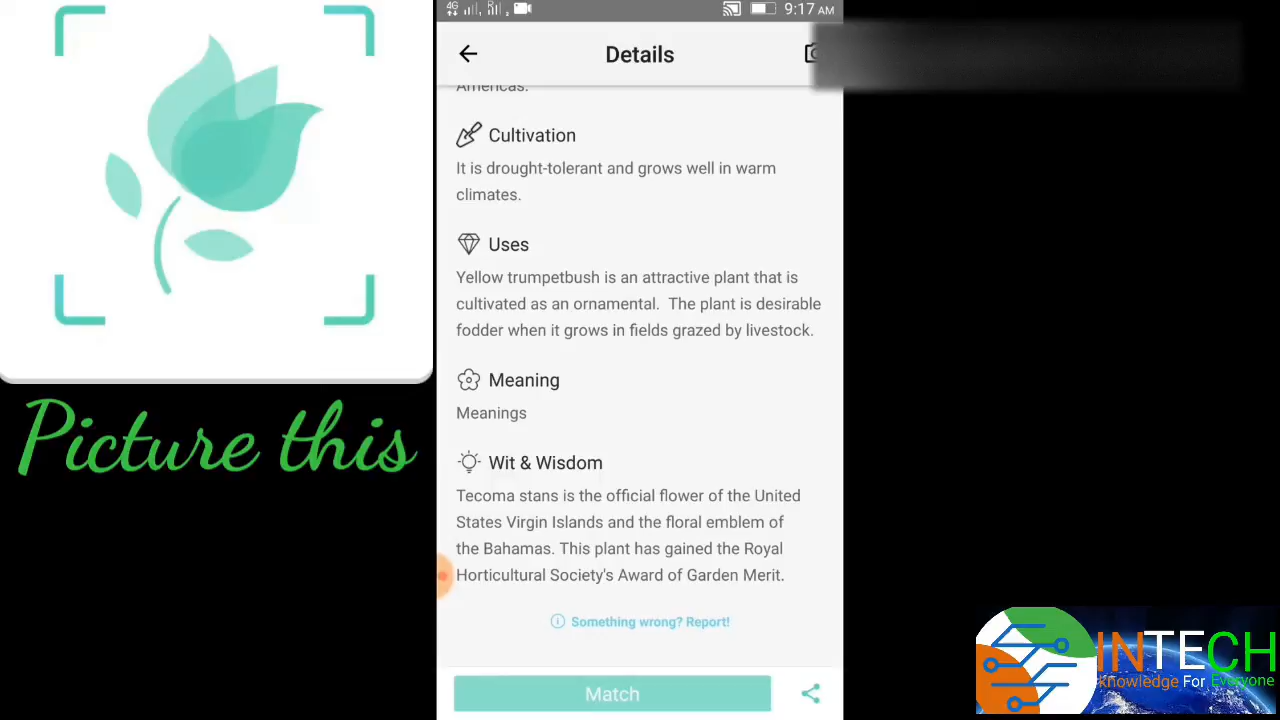 4G 2 9:17 AM
Details
Americas.
Cultivation
It is drought-tolerant and grows well in warm
climates.
Uses
Yellow trumpetbush is an attractive plant that is
cultivated as an ornamental. The plant is desirable
fodder when it grows in fields grazed by livestock.
Meaning
Meanings
Wit & Wisdom
Tecoma stans is the official flower of the United
States Virgin Islands and the floral emblem of
the Bahamas. This plant has gained the Royal
Horticultural Society's Award of Garden Merit.
Something wrong? Report!
Match
Picture this
INTECH
Knowledge For Everyone